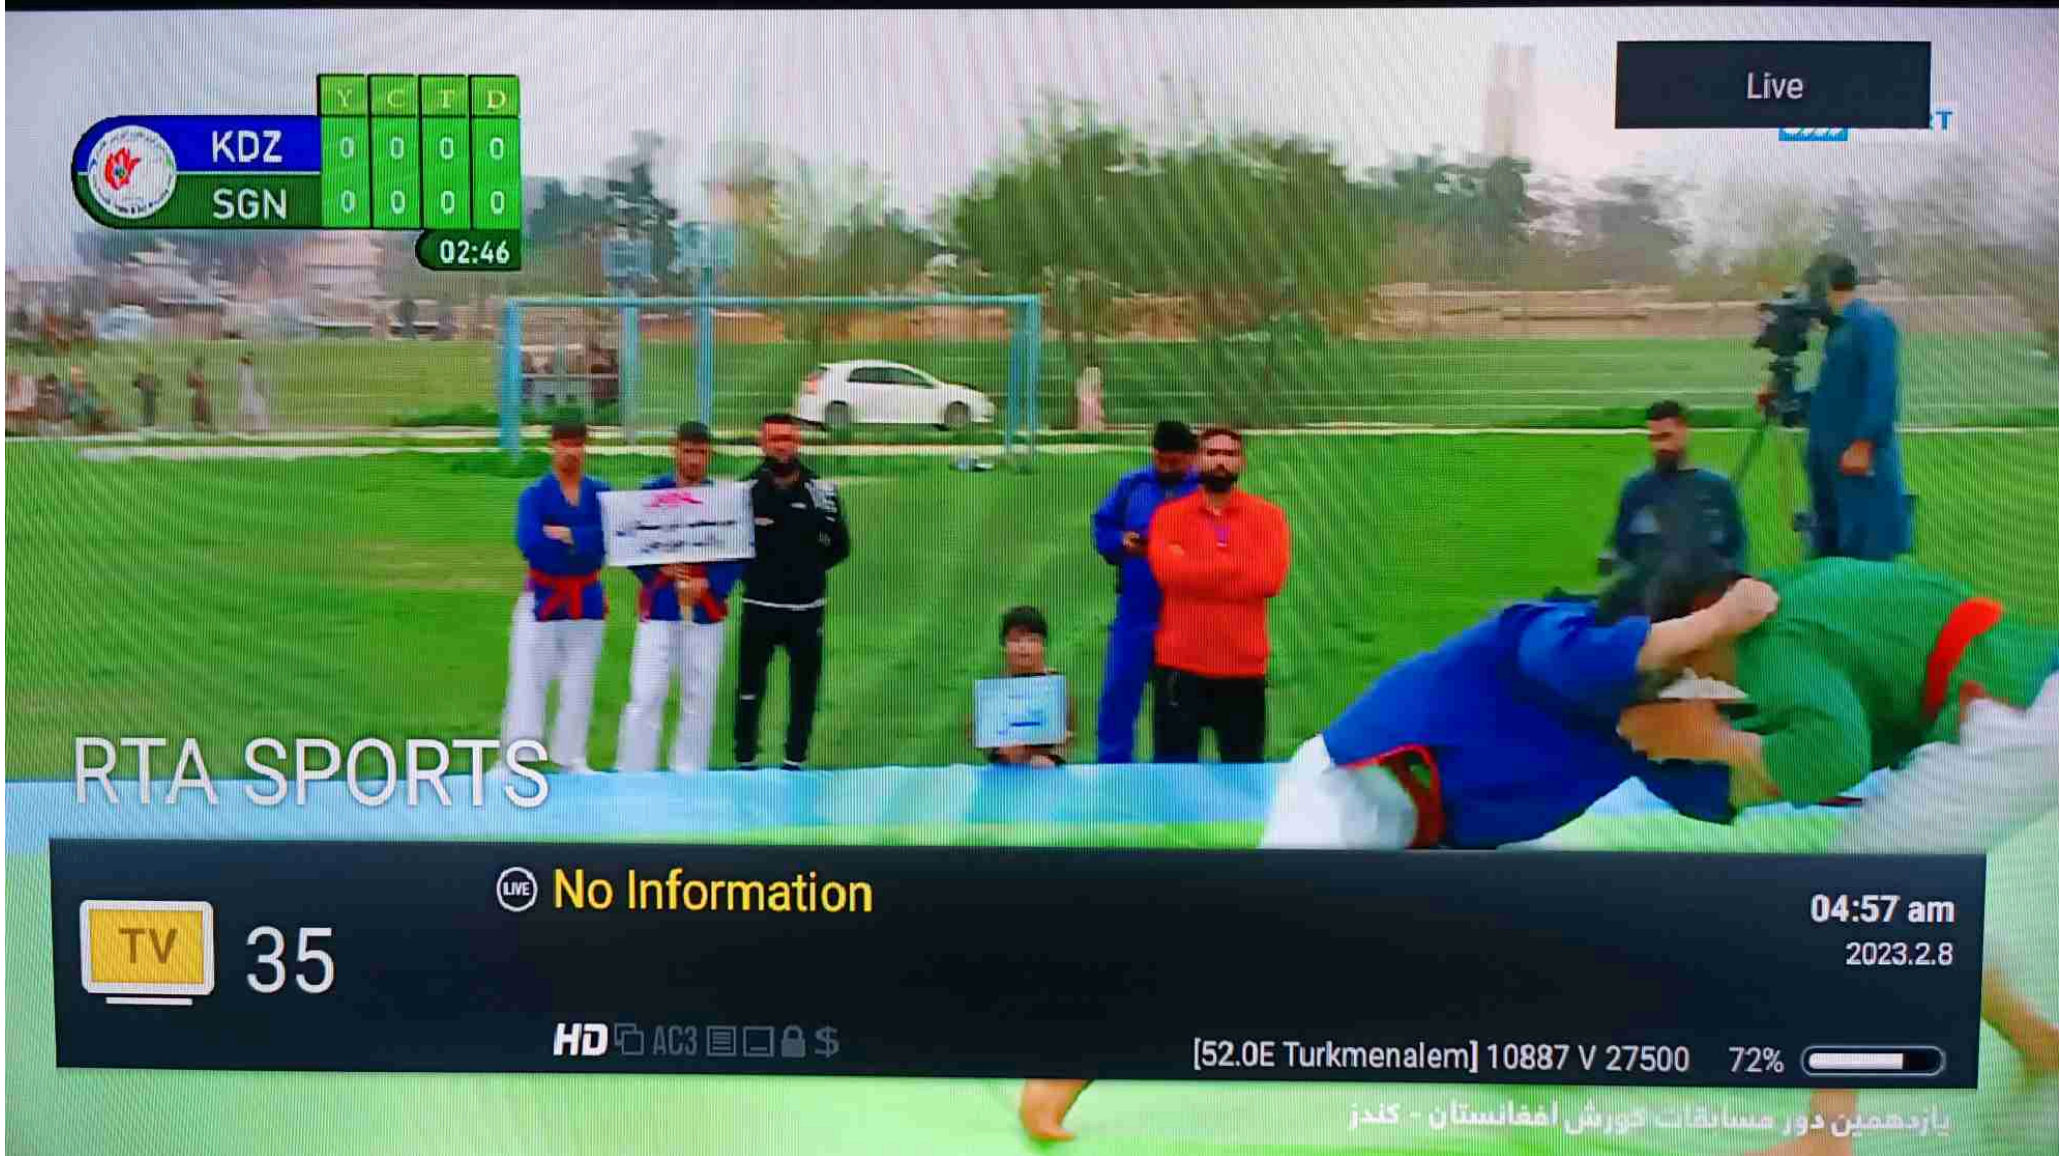 Live
Y C T D
KDZ 0 0 0 0
SGN 0 0 0 0
02:46
RTA SPORTS
LIVE No Information
TV 35
04:57 am
2023.2.8
HD AC3 $
[52.0E Turkmenalem] 10887 V 27500 72%
یازدهمین دور مسابقات کورش افغانستان - کندز